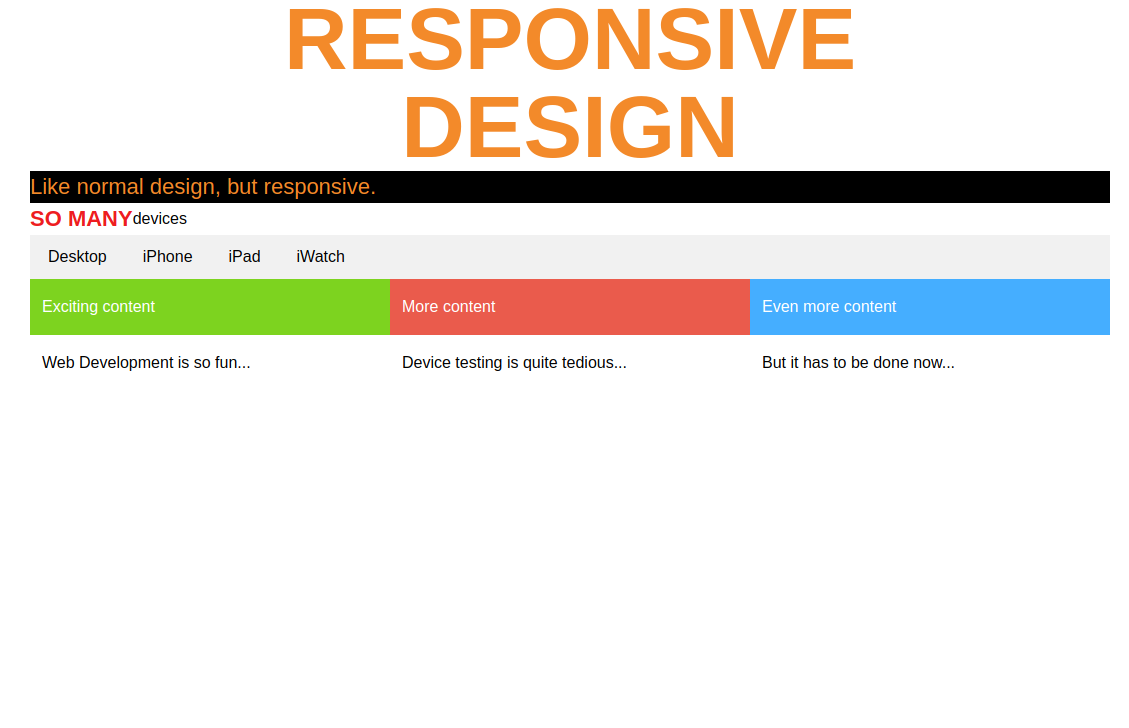 RESPONSIVE
DESIGN
Like normal design, but responsive.
SO MANYdevices
Desktop iPhone iPad iWatch
Exciting content More content Even more content
Web Development is so fun... Device testing is quite tedious... But it has to be done now...